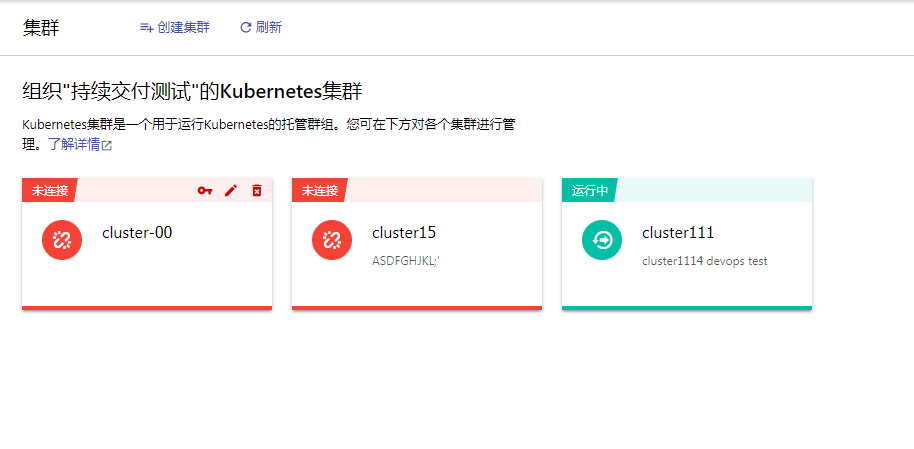 集群
创建集群
刷新
组织"持续交付测试"的Kubernetes集群
Kubernetes集群是一个用于运行Kubernetes的托管群组。您可在下方对各个集群进行管
理。了解详情
未连接
cluster-00
未连接
cluster15
ASDFGHJKL;'
运行中
cluster111
cluster1114 devops test